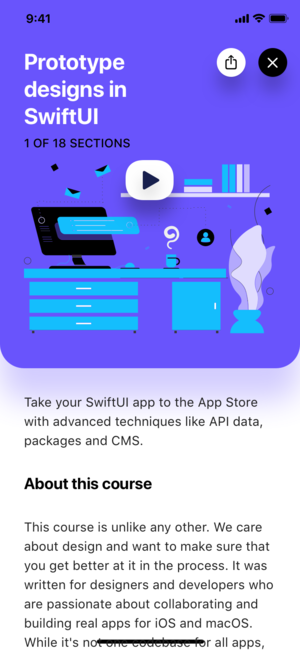 9:41
Prototype
designs in
SwiftUI
1 OF 18 SECTIONS
Take your SwiftUI app to the App Store
with advanced techniques like API data,
packages and CMS.
About this course
This course is unlike any other. We care
about design and want to make sure that
you get better at it in the process. It was
written for designers and developers who
are passionate about collaborating and
building real apps for iOS and macOS.
While it's not one codebase for all apps,